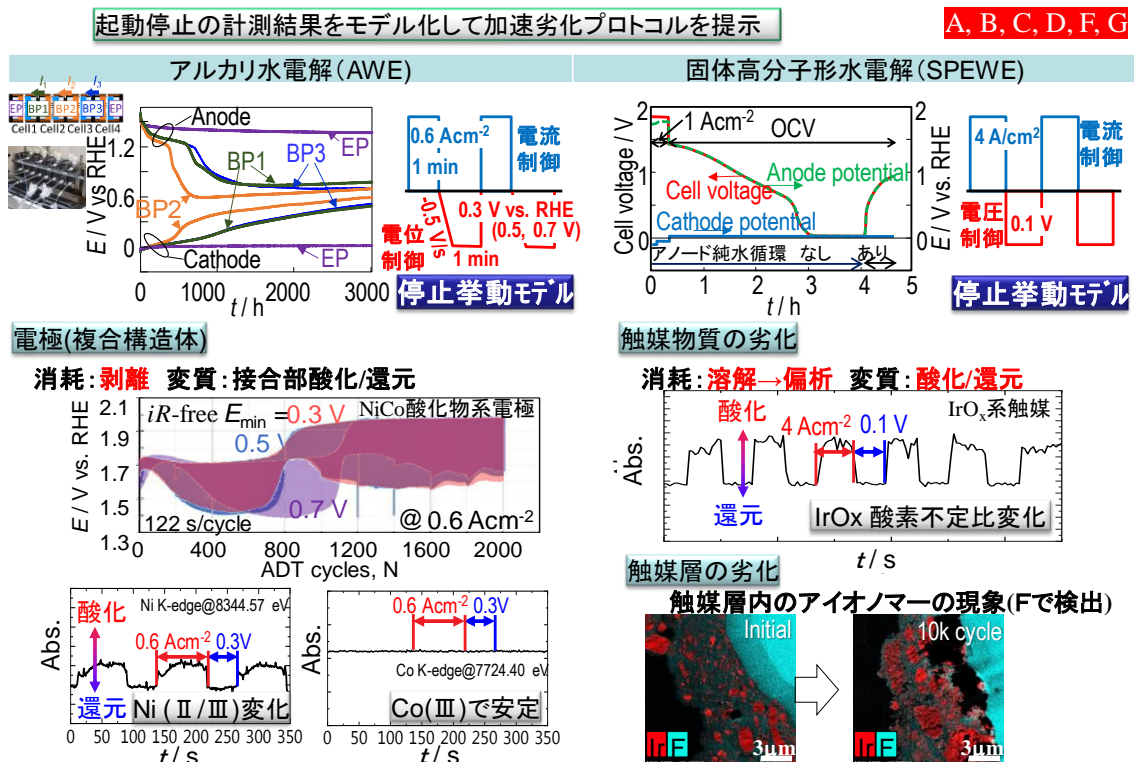 起動停止の計測結果をモデル化して加速劣化プロトコルを提示
A, B, C, D, F, G
アルカリ水電解（AWE）
I1 I2 I3
EP BP1 BP2 BP3 EP
Cell1 Cell2 Cell3 Cell4
E / V vs RHE
1.2
0.6
0
Anode
EP
BP1
BP3
BP2
Cathode
EP
0 1000 2000 3000
t / h
0.6 Acm-2
1 min
電流
制御
-0.5 V/s
0.3 V vs. RHE
(0.5, 0.7 V)
電位
制御
1 min
停止挙動モデル
固体高分子形水電解（SPEWE）
Cell voltage / V
2
1
0
1 Acm-2
OCV
Anode potential
Cell voltage
Cathode potential
アノード純水循環 なし あり
0 1 2 3 4 5
t / h
2
1
0
E / V vs. RHE
4 A/cm2
電流
制御
電圧
制御
0.1 V
停止挙動モデル
電極(複合構造体)
消耗：剥離 変質：接合部酸化/還元
E / V vs. RHE
2.1
1.9
1.7
1.5
1.3
iR-free Emin =0.3 V
NiCo酸化物系電極
0.5 V
0.7 V
122 s/cycle
@ 0.6 Acm-2
0 400 800 1200 1600 2000
ADT cycles, N
Abs.
酸化
還元
Ni K-edge@8344.57 eV
0.6 Acm-2
0.3V
Ni (Ⅱ/Ⅲ)変化
0 50 100 150 200 250 300 350
t / s
Abs.
0.6 Acm-2
0.3V
Co K-edge@7724.40 eV
Co(Ⅲ)で安定
0 50 100 150 200 250 300 350
t / s
触媒物質の劣化
消耗：溶解→偏析 変質：酸化/還元
Abs.
酸化
還元
4 Acm-2
0.1 V
IrOx系触媒
IrOx 酸素不定比変化
t / s
触媒層の劣化
触媒層内のアイオノマーの現象(Fで検出)
Initial
Ir F
3μm
10k cycle
Ir F
3μm